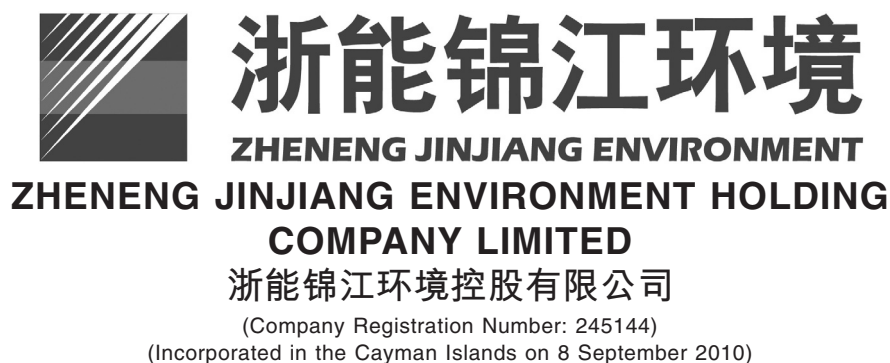 浙能锦江环境
ZHENENG JINJIANG ENVIRONMENT
ZHENENG JINJIANG ENVIRONMENT HOLDING
COMPANY LIMITED
浙能锦江环境控股有限公司
(Company Registration Number: 245144)
(Incorporated in the Cayman Islands on 8 September 2010)